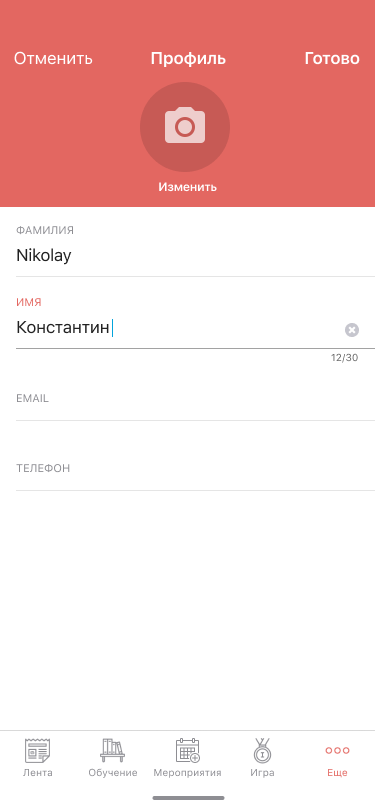 Отменить Профиль Готово
Изменить
ФАМИЛИЯ
Nikolay
ИМЯ
Константин
12/30
EMAIL
ТЕЛЕФОН
Лента Обучение Мероприятия Игра Еще